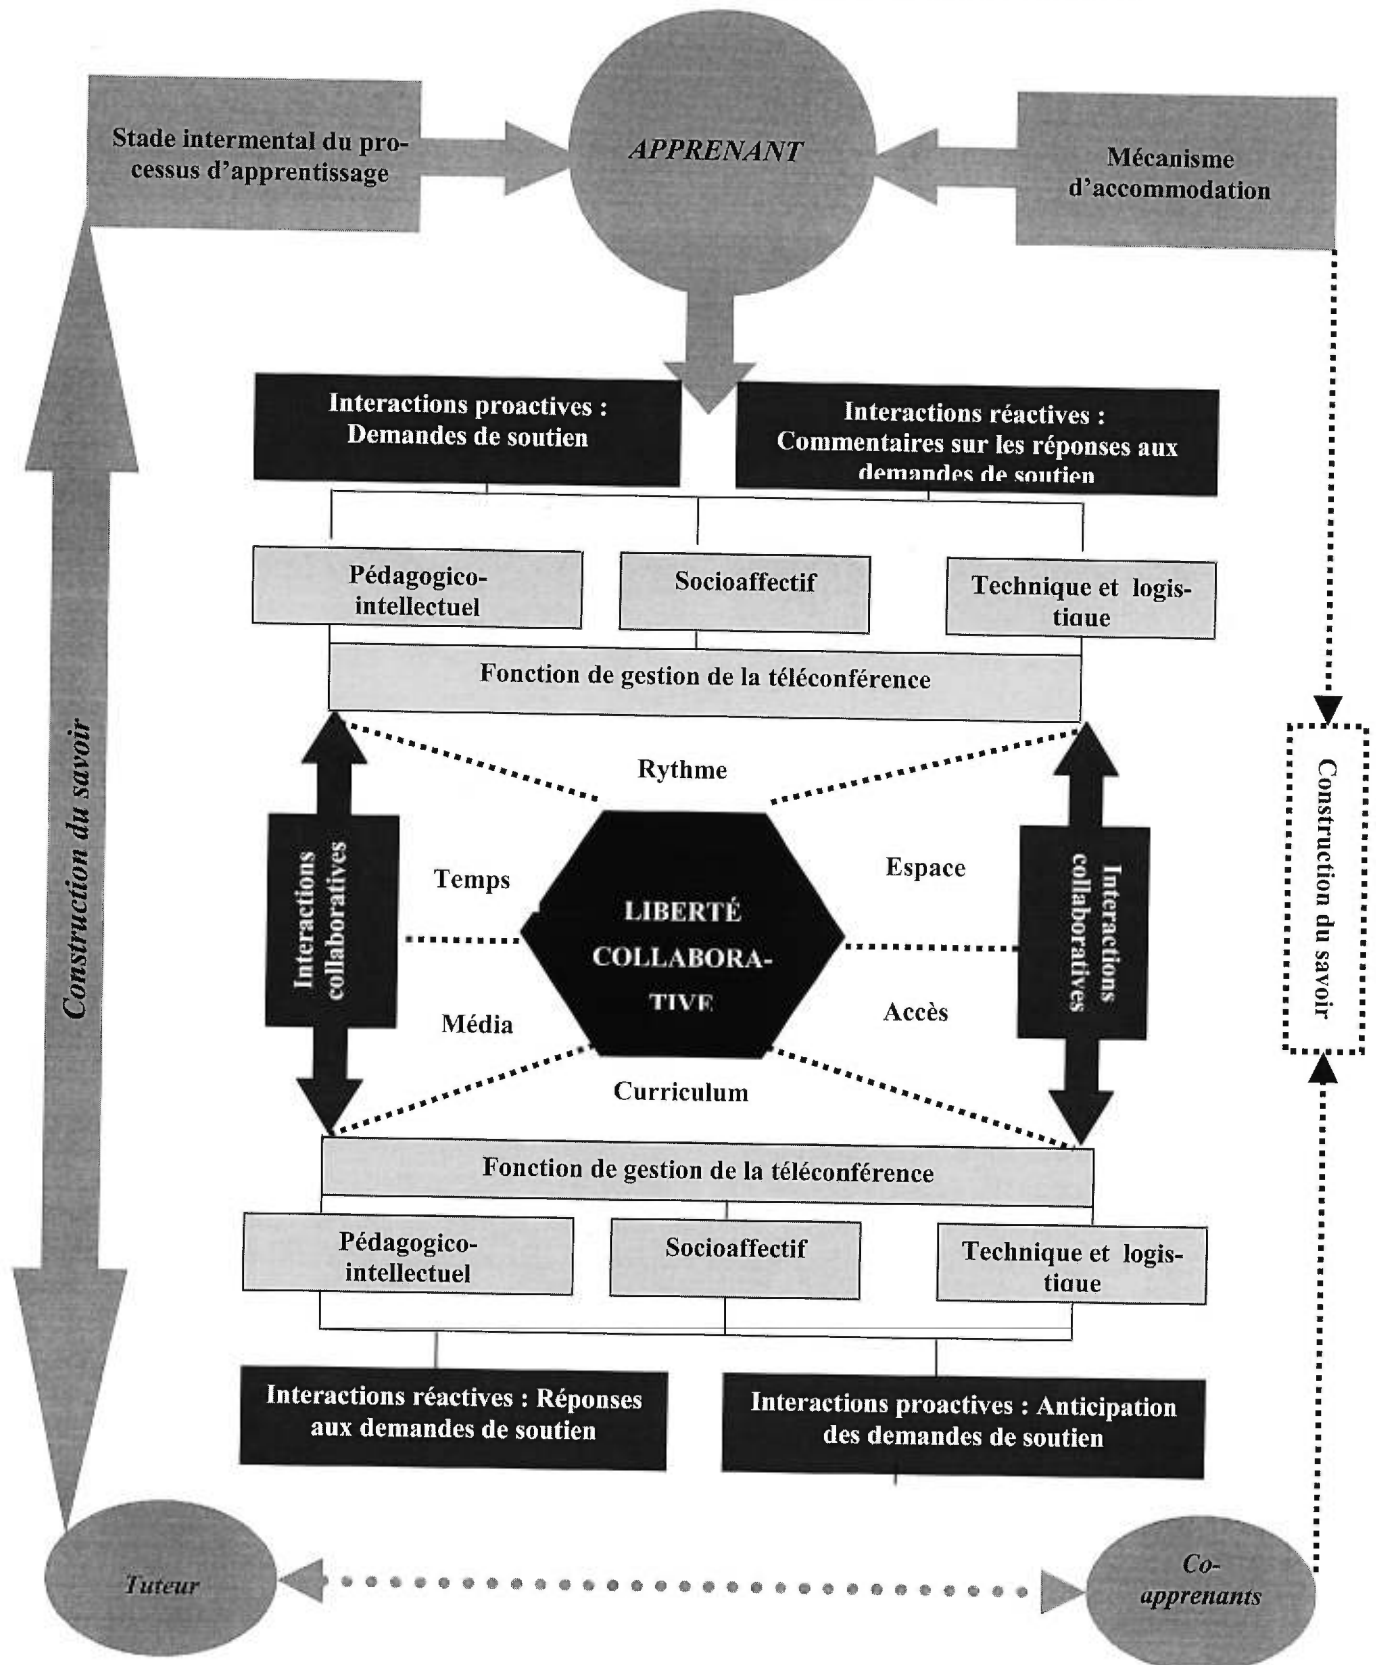 APPRENANT
Stade intermental du pro-
cessus d'apprentissage
Mécanisme
d'accommodation
Interactions proactives :
Demandes de soutien
Interactions réactives :
Commentaires sur les réponses aux
demandes de soutien
Pédagogico-
intellectuel
Socioaffectif
Technique et logis-
tique
Fonction de gestion de la téléconférence
Construction du savoir
Rythme
Interactions
collaboratives
Temps
Espace
LIBERTÉ
COLLABORA-
TIVE
Interactions
collaboratives
Construction du savoir
Média
Accès
Curriculum
Fonction de gestion de la téléconférence
Pédagogico-
intellectuel
Socioaffectif
Technique et logis-
tique
Interactions réactives : Réponses
aux demandes de soutien
Interactions proactives : Anticipation
des demandes de soutien
Tuteur
Co-
apprenants